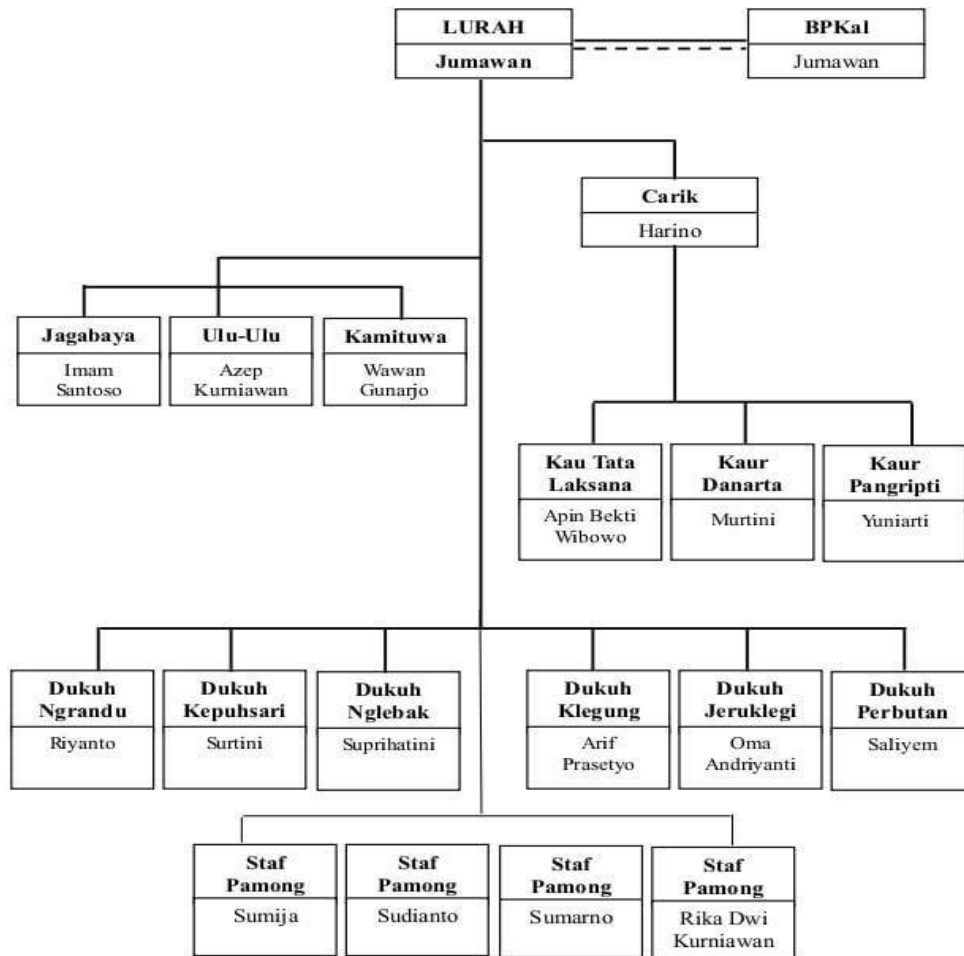 LURAH
Jumawan
BPKal
Jumawan
Carik
Harino
Jagabaya
Imam
Santoso
Ulu-Ulu
Azep
Kurniawan
Kamituwa
Wawan
Gunarjo
Kau Tata
Laksana
Apin Bekti
Wibowo
Kaur
Danarta
Murtini
Kaur
Pangripti
Yuniarti
Dukuh
Ngrandu
Riyanto
Dukuh
Kepuhsari
Surtini
Dukuh
Nglebak
Suprihatini
Dukuh
Klegung
Arif
Prasetyo
Dukuh
Jeruklegi
Oma
Andriyanti
Dukuh
Perbutan
Saliyem
Staf
Pamong
Sumija
Staf
Pamong
Sudianto
Staf
Pamong
Sumarno
Staf
Pamong
Rika Dwi
Kurniawan